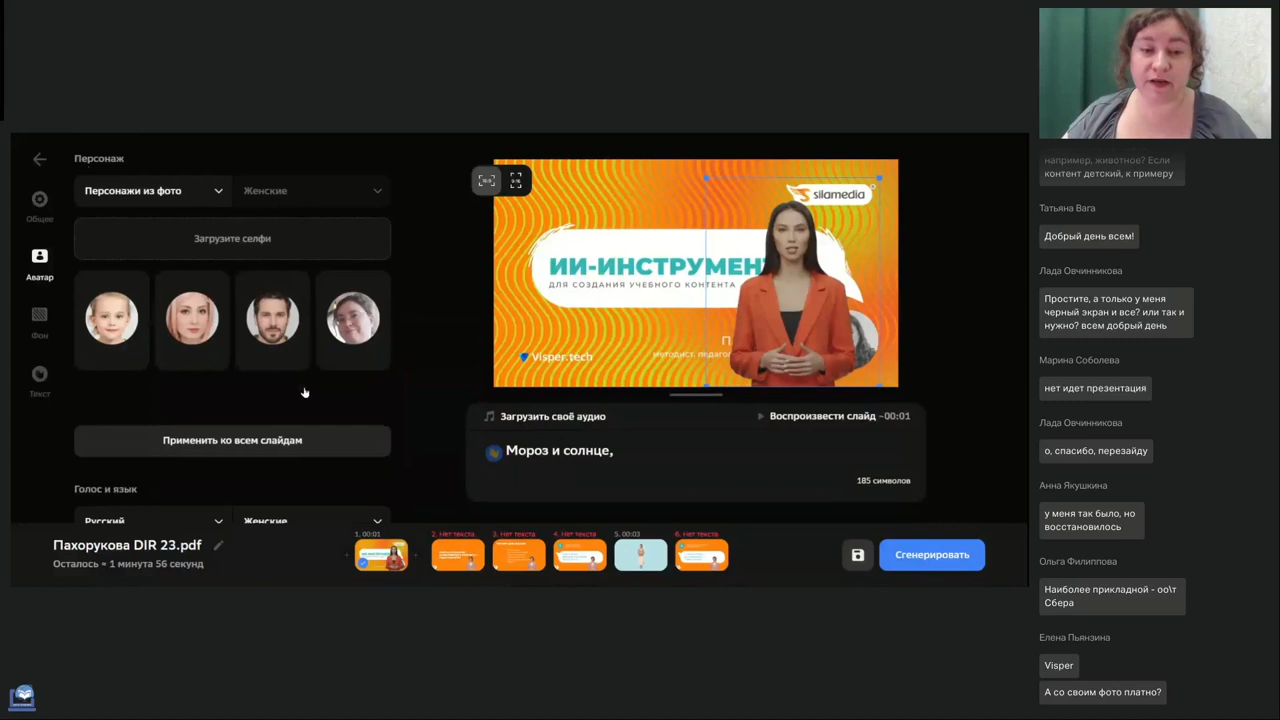 Персонаж
Персонажи из фото
Женские
Загрузите селфи
Общее
Аватар
Фон
Текст
Применить ко всем слайдам
Голос и язык
Русский
Женские
16:9
9:16
silamedia
ИИ-ИНСТРУМЕН
ДЛЯ СОЗДАНИЯ УЧЕБНОГО КОНТЕНТА
П
методист, педагог
Visper.tech
Загрузить своё аудио
Воспроизвести слайд ~00:01
Мороз и солнце,
185 символов
Пахорукова DIR 23.pdf
Осталось ≈ 1 минута 56 секунд
1. 00:01
2. Нет текста
3. Нет текста
4. Нет текста
5. 00:03
6. Нет текста
Сгенерировать
например, животное? Если
контент детский, к примеру
Татьяна Вага
Добрый день всем!
Лада Овчинникова
Простите, а только у меня
черный экран и все? или так и
нужно? всем добрый день
Марина Соболева
нет идет презентация
Лада Овчинникова
о, спасибо, перезайду
Анна Якушкина
у меня так было, но
восстановилось
Ольга Филиппова
Наиболее прикладной - оо\т
Сбера
Елена Пьянзина
Visper
А со своим фото платно?